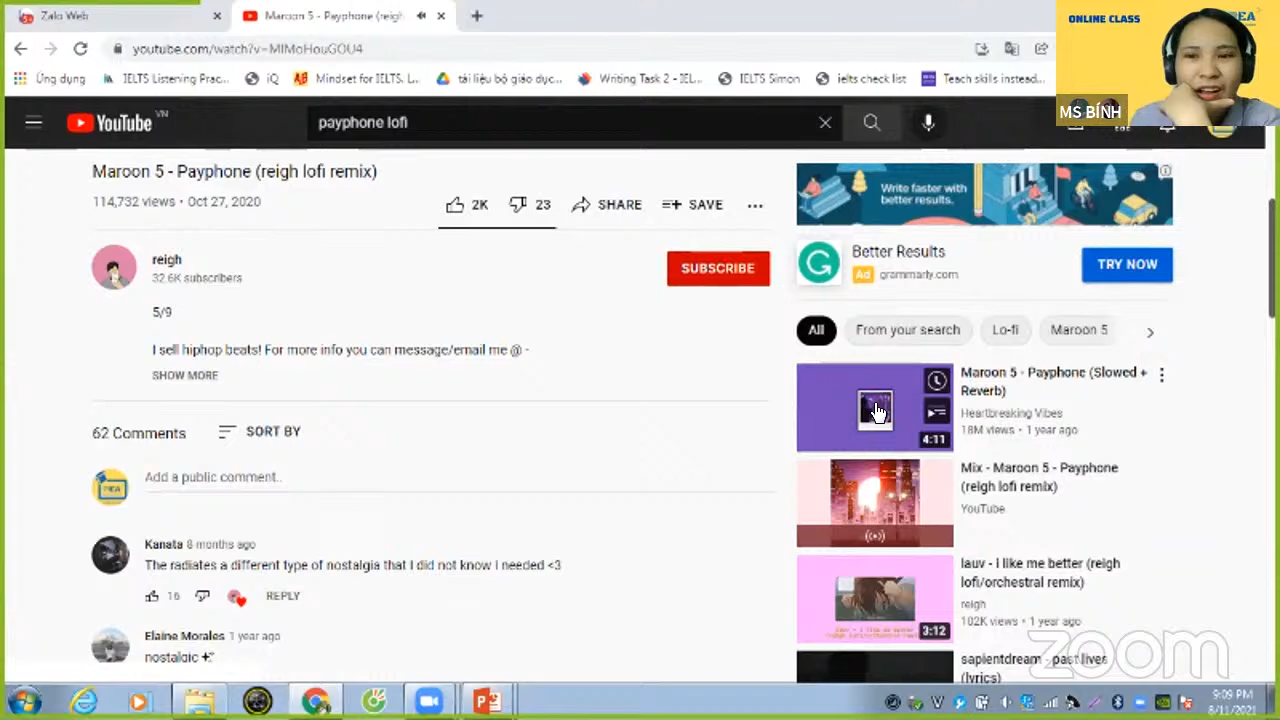 Zalo Web
Maroon 5 - Payphone (reigh
ONLINE CLASS
youtube.com/watch?v=MlMoHouGOU4
Ứng dụng
IELTS Listening Prac...
iQ
Mindset for IELTS. L...
tài liệu bộ giáo dục...
Writing Task 2 - IEL...
IELTS Simon
ielts check list
Teach skills instead...
MS BÍNH
YouTube VN
payphone lofi
Maroon 5 - Payphone (reigh lofi remix)
114,732 views • Oct 27, 2020
2K
23
SHARE
SAVE
reigh
32.6K subscribers
SUBSCRIBE
5/9
I sell hiphop beats! For more info you can message/email me @ -
SHOW MORE
62 Comments
SORT BY
Add a public comment..
Kanata 8 months ago
The radiates a different type of nostalgia that I did not know I needed <3
16
REPLY
Elaine Morales 1 year ago
nostalgic
Write faster with
better results.
Better Results
Ad grammarly.com
TRY NOW
All
From your search
Lo-fi
Maroon 5
Maroon 5 - Payphone (Slowed +
Reverb)
Heartbreaking Vibes
18M views • 1 year ago
4:11
Mix - Maroon 5 - Payphone
(reigh lofi remix)
YouTube
lauv - i like me better (reigh
lofi/orchestral remix)
reigh
102K views • 1 year ago
3:12
sapientdream - past lives
(lyrics)
zoom
9:09 PM
8/11/2021